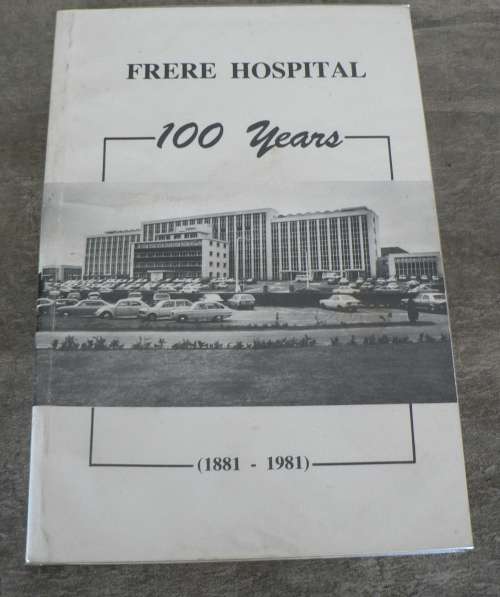 FRERE HOSPITAL
100 Years
(1881 - 1981)